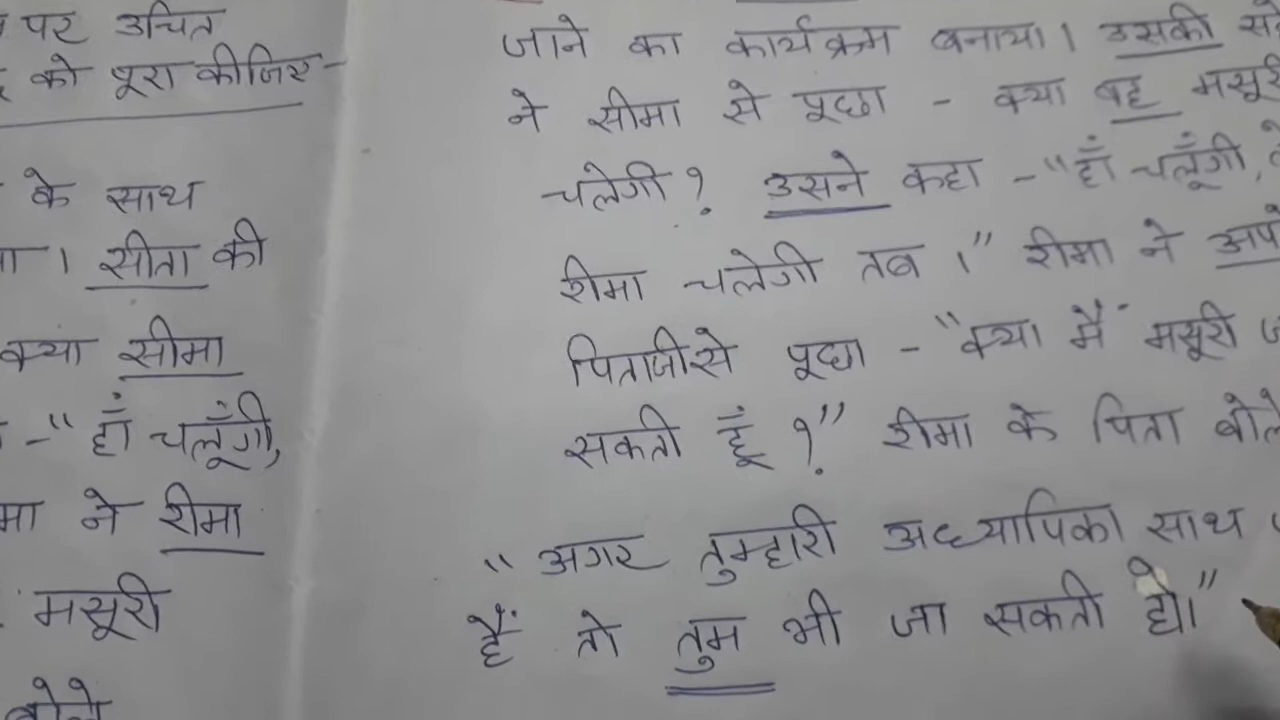 पर उचित
को पूरा कीजिए -
के साथ
। सीता की
क्या सीमा
-" हाँ चलूँगी,
ने रीमा
मसूरी
बोले
जाने का कार्यक्रम बनाया। उसकी
ने सीमा से पूछा - क्या वह
चलेगी? उसने कहा -"हाँ चलूँगी,
रीमा चलेगी तब ।" रीमा ने
पिताजीसे पूछा - "क्या मैं मसूरी
सकती हूँ ?" रीमा के पिता
" अगर तुम्हारी अध्यापिका साथ
हैं तो तुम भी जा सकती हो।"